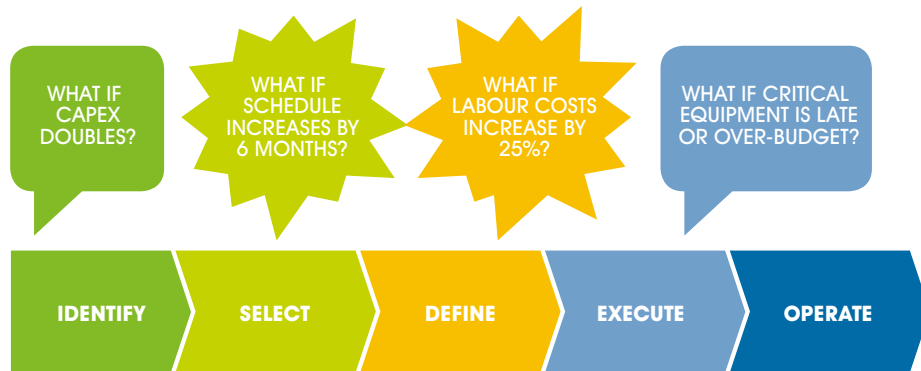 WHAT IF
CAPEX
DOUBLES?
WHAT IF
SCHEDULE
INCREASES BY
6 MONTHS?
WHAT IF
LABOUR COSTS
INCREASE BY
25%?
WHAT IF CRITICAL
EQUIPMENT IS LATE
OR OVER-BUDGET?
IDENTIFY
SELECT
DEFINE
EXECUTE
OPERATE